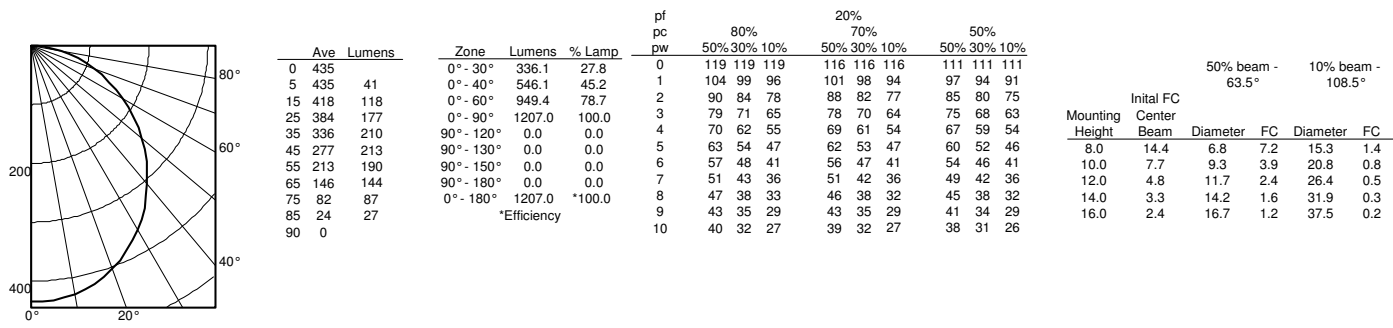 80°
60°
40°
20°
0°
200
400
Ave Lumens
0 435
5 435 41
15 418 118
25 384 177
35 336 210
45 277 213
55 213 190
65 146 144
75 82 87
85 24 27
90 0
Zone Lumens % Lamp
0° - 30° 336.1 27.8
0° - 40° 546.1 45.2
0° - 60° 949.4 78.7
0° - 90° 1207.0 100.0
90° - 120° 0.0 0.0
90° - 130° 0.0 0.0
90° - 150° 0.0 0.0
90° - 180° 0.0 0.0
0° - 180° 1207.0 *100.0
*Efficiency
pf 20%
pc 80% 70% 50%
pw 50% 30% 10% 50% 30% 10% 50% 30% 10%
0 119 119 119 116 116 116 111 111 111
1 104 99 96 101 98 94 97 94 91
2 90 84 78 88 82 77 85 80 75
3 79 71 65 78 70 64 75 68 63
4 70 62 55 69 61 54 67 59 54
5 63 54 47 62 53 47 60 52 46
6 57 48 41 56 47 41 54 46 41
7 51 43 36 51 42 36 49 42 36
8 47 38 33 46 38 32 45 38 32
9 43 35 29 43 35 29 41 34 29
10 40 32 27 39 32 27 38 31 26
50% beam - 10% beam -
63.5° 108.5°
Inital FC
Mounting Center
Height Beam Diameter FC Diameter FC
8.0 14.4 6.8 7.2 15.3 1.4
10.0 7.7 9.3 3.9 20.8 0.8
12.0 4.8 11.7 2.4 26.4 0.5
14.0 3.3 14.2 1.6 31.9 0.3
16.0 2.4 16.7 1.2 37.5 0.2